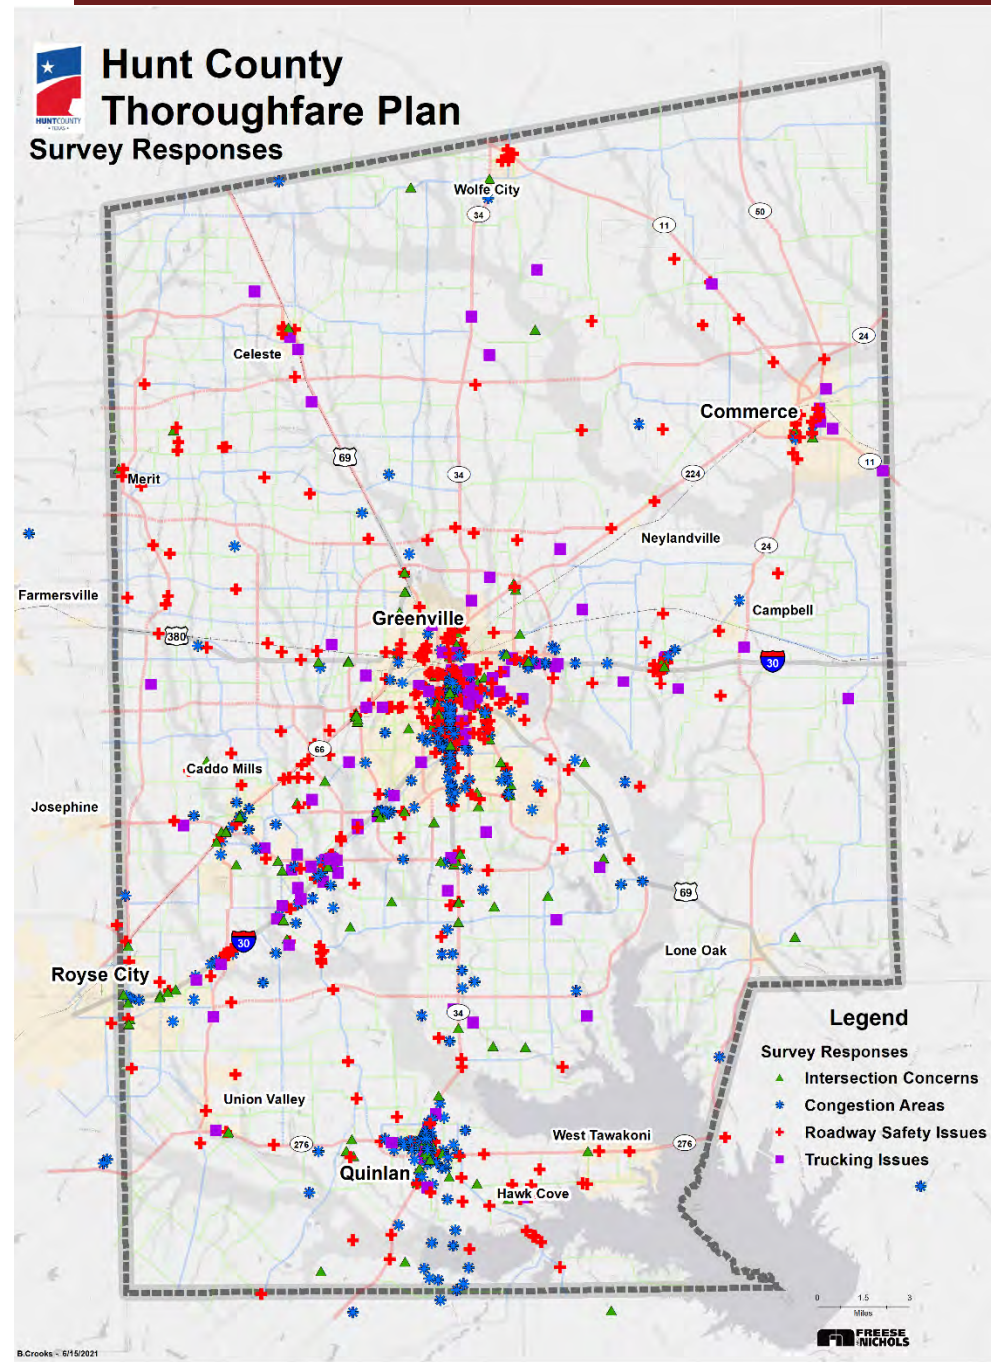 Hunt County
Thoroughfare Plan
Survey Responses
HUNTCOUNTY
TEXAS
Wolfe City
34
11
50
24
Celeste
Commerce
69
34
224
11
Merit
Neylandville
24
Farmersville
Campbell
Greenville
380
30
66
Caddo Mills
Josephine
69
30
Lone Oak
Royse City
34
Legend
Survey Responses
Intersection Concerns
Congestion Areas
Roadway Safety Issues
Trucking Issues
Union Valley
276
West Tawakoni
276
Quinlan
Hawk Cove
0 1.5 3
Miles
FREESE
NICHOLS
B.Crooks - 6/15/2021